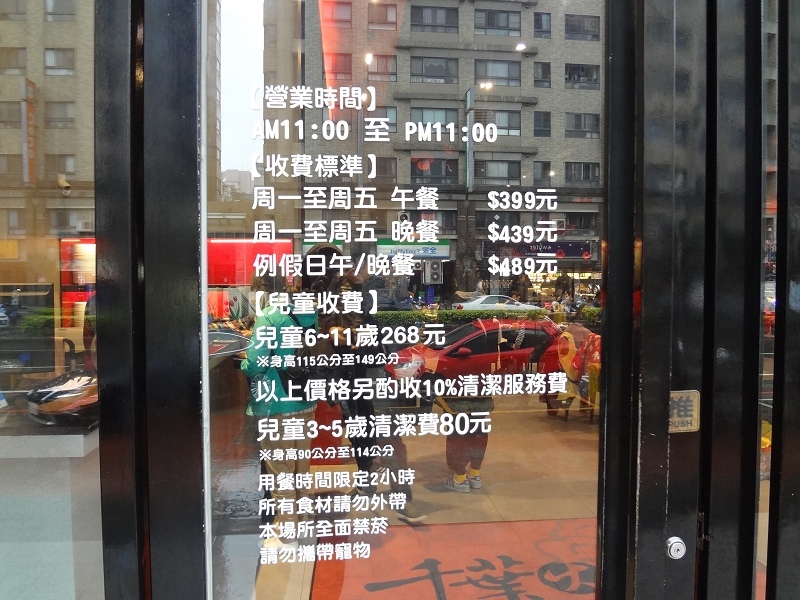 【營業時間】
AM11:00 至 PM11:00
【收費標準】
周一至周五 午餐 $399元
周一至周五 晚餐 $439元
例假日午/晚餐 $489元
【兒童收費】
兒童6~11歲268元
※身高115公分至149公分
以上價格另酌收10%清潔服務費
兒童3~5歲清潔費80元
※身高90公分至114公分
用餐時間限定2小時
所有食材請勿外帶
本場所全面禁菸
請勿攜帶寵物
推
PUSH
千葉